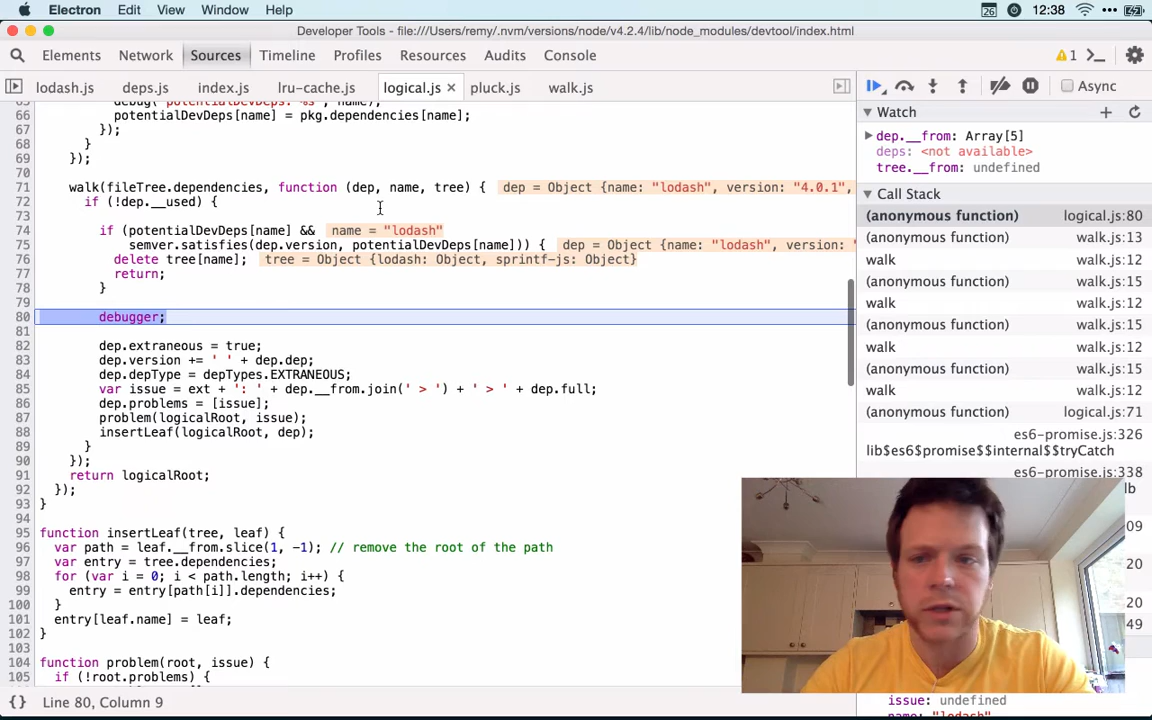 Electron Edit View Window Help 26 12:38
Developer Tools - file:///Users/remy/.nvm/versions/node/v4.2.4/lib/node_modules/devtool/index.html
Elements Network Sources Timeline Profiles Resources Audits Console 1
lodash.js deps.js index.js lru-cache.js logical.js × pluck.js walk.js Async
65 debug('potentialDevDeps: %s', name);
66 potentialDevDeps[name] = pkg.dependencies[name];
67 });
68 }
69 });
70
71 walk(fileTree.dependencies, function (dep, name, tree) { dep = Object {name: "lodash", version: "4.0.1",
72 if (!dep.__used) {
73
74 if (potentialDevDeps[name] && name = "lodash"
75 semver.satisfies(dep.version, potentialDevDeps[name])) { dep = Object {name: "lodash", version: "
76 delete tree[name]; tree = Object {lodash: Object, sprintf-js: Object}
77 return;
78 }
79
80 debugger;
81
82 dep.extraneous = true;
83 dep.version += ' ' + dep.dep;
84 dep.depType = depTypes.EXTRANEOUS;
85 var issue = ext + ': ' + dep.__from.join(' > ') + ' > ' + dep.full;
86 dep.problems = [issue];
87 problem(logicalRoot, issue);
88 insertLeaf(logicalRoot, dep);
89 }
90 });
91 return logicalRoot;
92 });
93 }
94
95 function insertLeaf(tree, leaf) {
96 var path = leaf.__from.slice(1, -1); // remove the root of the path
97 var entry = tree.dependencies;
98 for (var i = 0; i < path.length; i++) {
99 entry = entry[path[i]].dependencies;
100 }
101 entry[leaf.name] = leaf;
102 }
103
104 function problem(root, issue) {
105 if (!root.problems) {
{} Line 80, Column 9
Watch
dep.__from: Array[5]
deps: <not available>
tree.__from: undefined
Call Stack
(anonymous function) logical.js:80
(anonymous function) walk.js:13
walk walk.js:12
(anonymous function) walk.js:15
walk walk.js:12
(anonymous function) walk.js:15
walk walk.js:12
(anonymous function) walk.js:15
walk walk.js:12
(anonymous function) logical.js:71
es6-promise.js:326
lib$es6$promise$$internal$$tryCatch
es6-promise.js:338
lb
09
20
20
49
issue: undefined
name: "lodash"